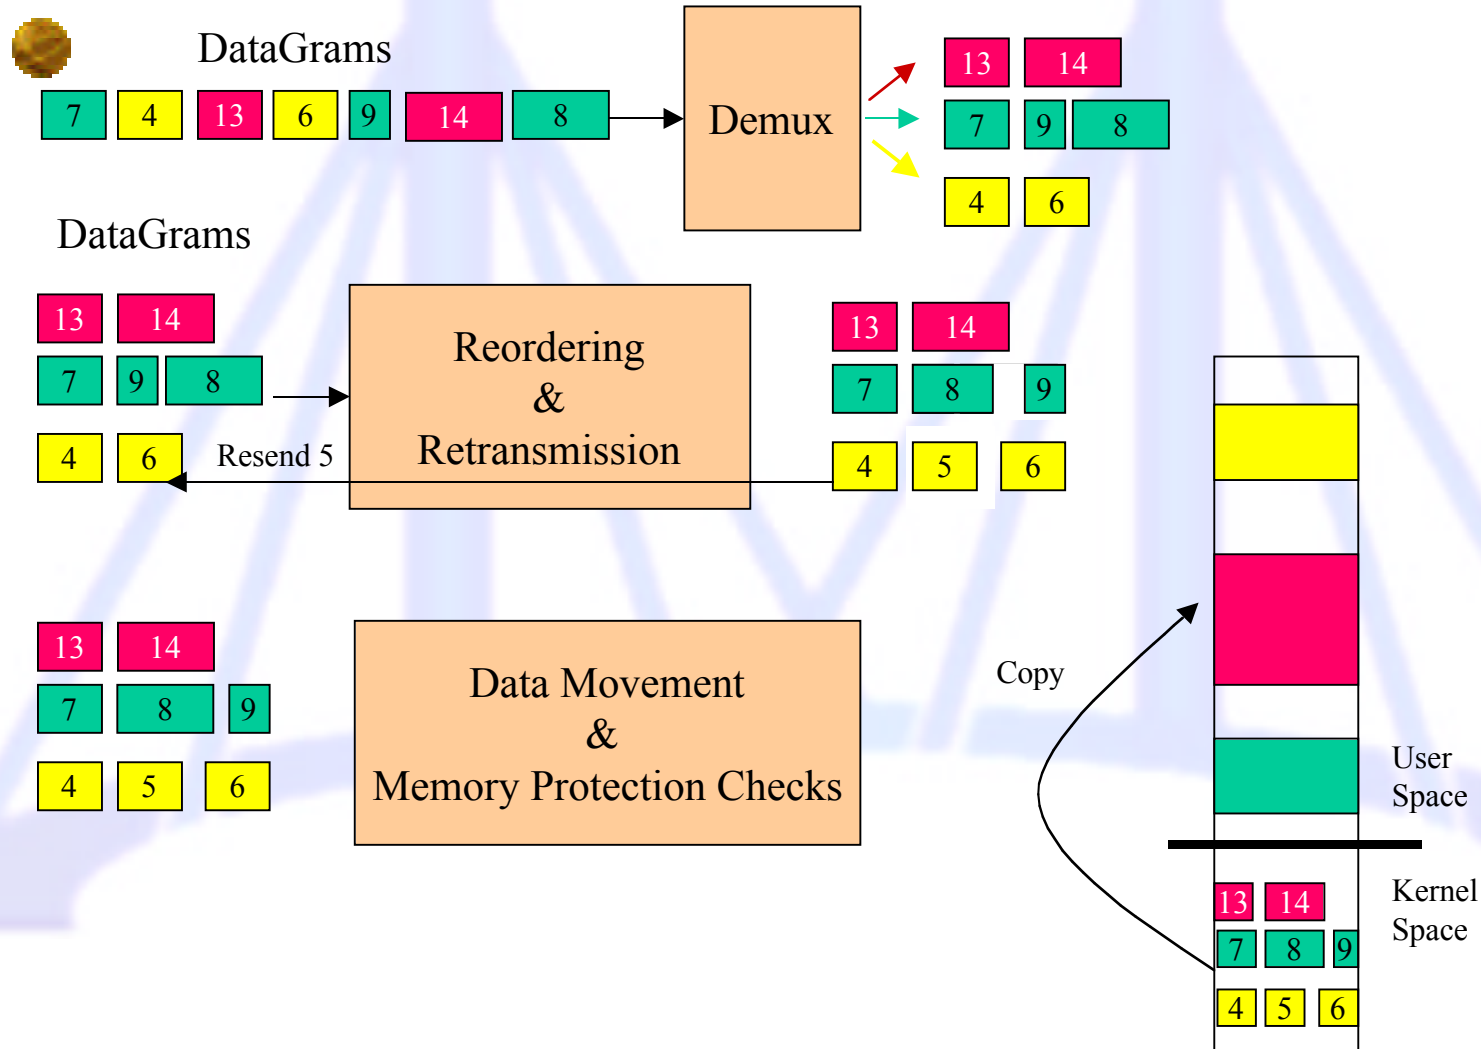 DataGrams
7 4 13 6 9 14 8
Demux
13 14
7 9 8
4 6
DataGrams
13 14
7 9 8
4 6
Resend 5
Reordering
&
Retransmission
13 14
7 8 9
4 5 6
13 14
7 8 9
4 5 6
Data Movement
&
Memory Protection Checks
Copy
User
Space
Kernel
Space
13 14
7 8 9
4 5 6